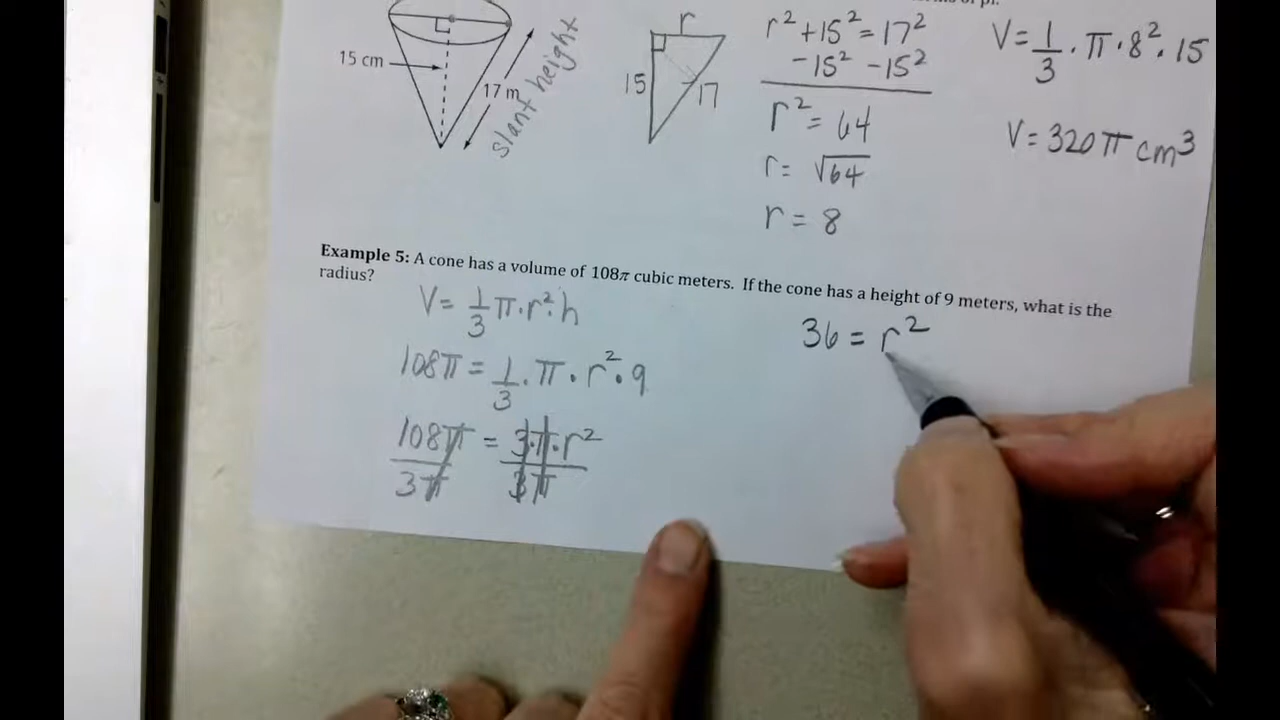 15 cm
17 m
slant height
r
15
17
r² + 15² = 17²
-15² -15²
r² = 64
r = √64
r = 8
V = 1/3 · π · 8² · 15
V = 320π cm³
Example 5: A cone has a volume of 108π cubic meters. If the cone has a height of 9 meters, what is the
radius?
V = 1/3 π · r² · h
108π = 1/3 · π · r² · 9
108π/3π = 3·π·r²/3π
36 = r²